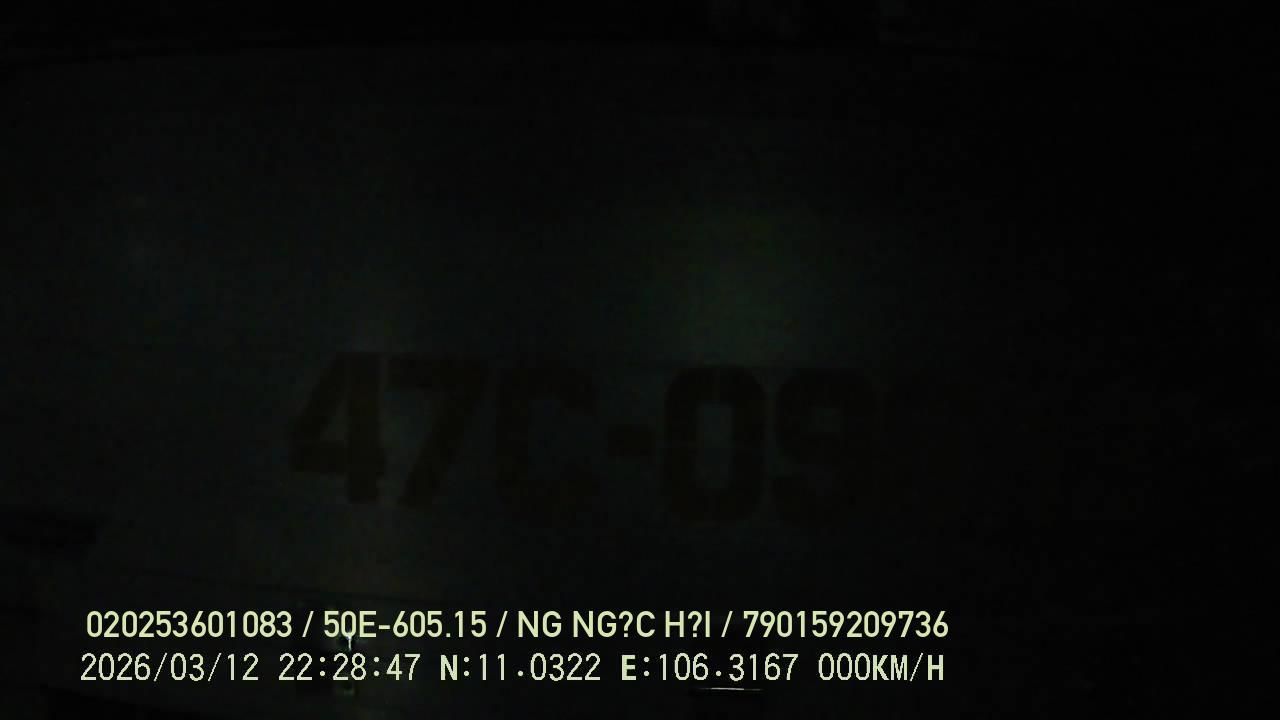 47C-09
020253601083 / 50E-605.15 / NG NG?C H?I / 790159209736
2026/03/12 22:28:47 N:11.0322 E:106.3167 000KM/H